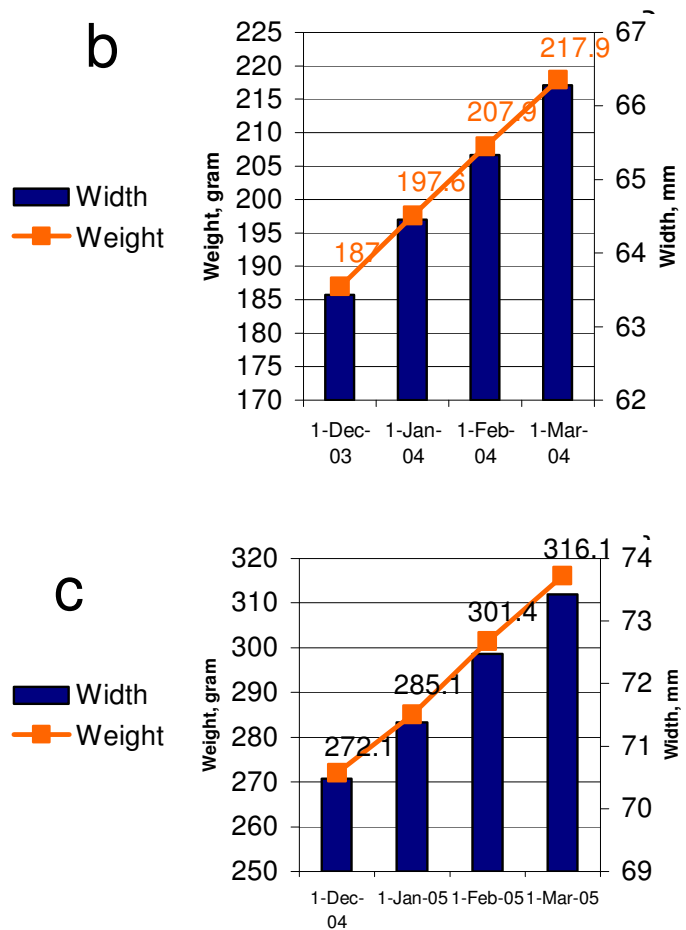 b
Width
Weight
225
220
215
210
205
200
195
190
185
180
175
170
Weight, gram
187
197.6
207.9
217.9
67
66
65
64
63
62
Width, mm
1-Dec-03
1-Jan-04
1-Feb-04
1-Mar-04
c
Width
Weight
320
310
300
290
280
270
260
250
Weight, gram
272.1
285.1
301.4
316.1
74
73
72
71
70
69
Width, mm
1-Dec-04
1-Jan-05
1-Feb-05
1-Mar-05